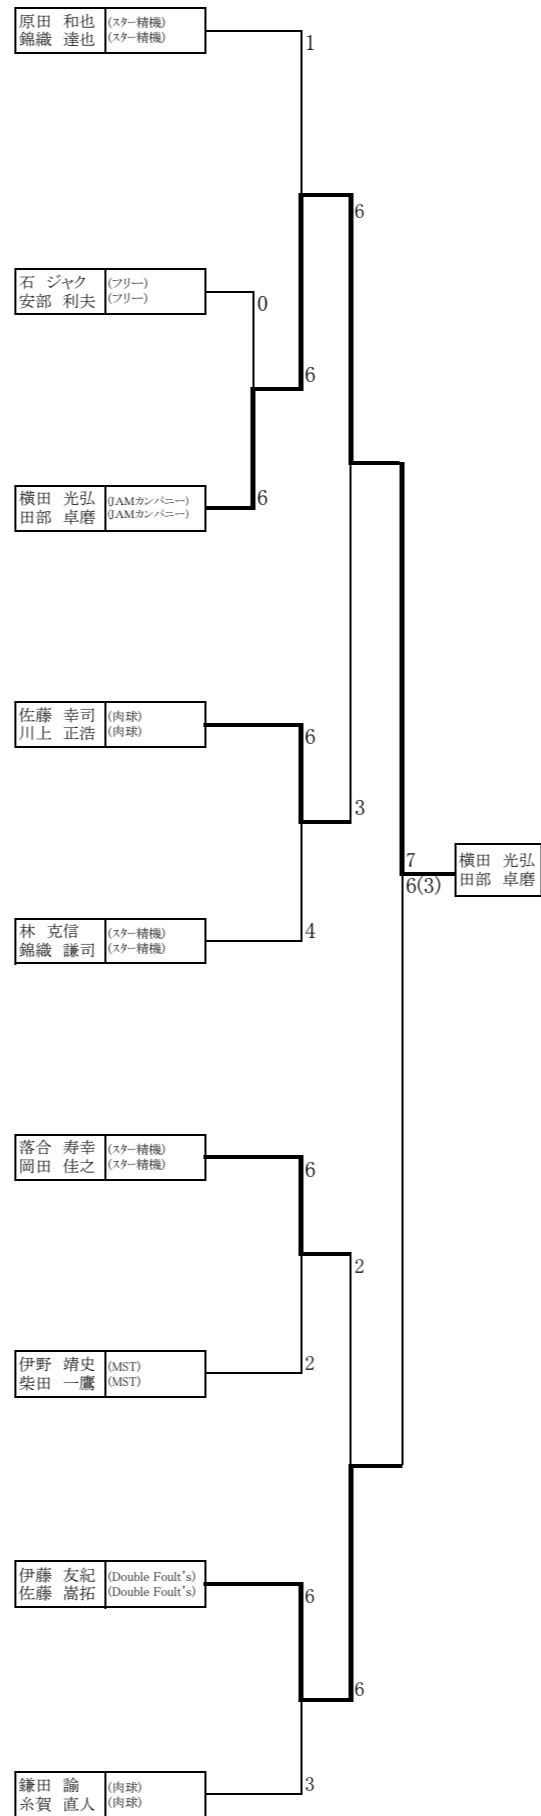 原田 和也 (スター精機)
錦織 達也 (スター精機)
1
6
石 ジャク (フリー)
安部 利夫 (フリー)
0
6
横田 光弘 (JAMカンパニー)
田部 卓磨 (JAMカンパニー)
6
佐藤 幸司 (肉球)
川上 正浩 (肉球)
6
3
7
6(3)
横田 光弘
田部 卓磨
林 克信 (スター精機)
錦織 謙司 (スター精機)
4
落合 寿幸 (スター精機)
岡田 佳之 (スター精機)
6
2
伊野 靖史 (MST)
柴田 一鷹 (MST)
2
伊藤 友紀 (Double Foult's)
佐藤 嵩拓 (Double Foult's)
6
6
鎌田 諭 (肉球)
糸賀 直人 (肉球)
3